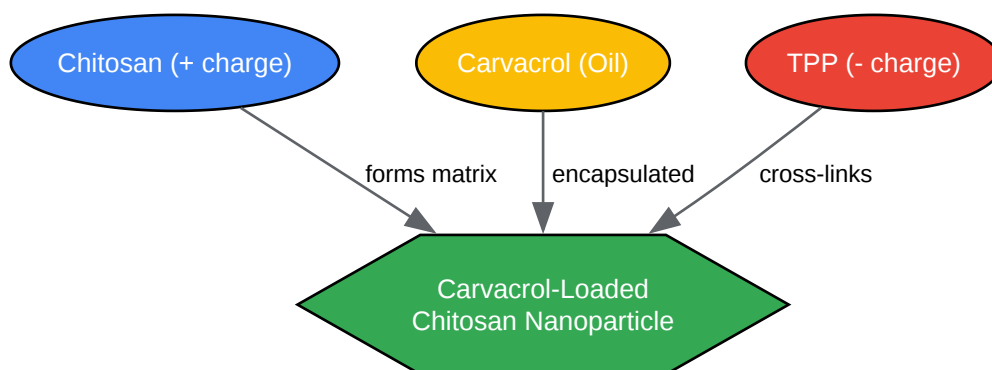 Chitosan (+ charge)
Carvacrol (Oil)
TPP (- charge)
forms matrix
encapsulated
cross-links
Carvacrol-Loaded
Chitosan Nanoparticle